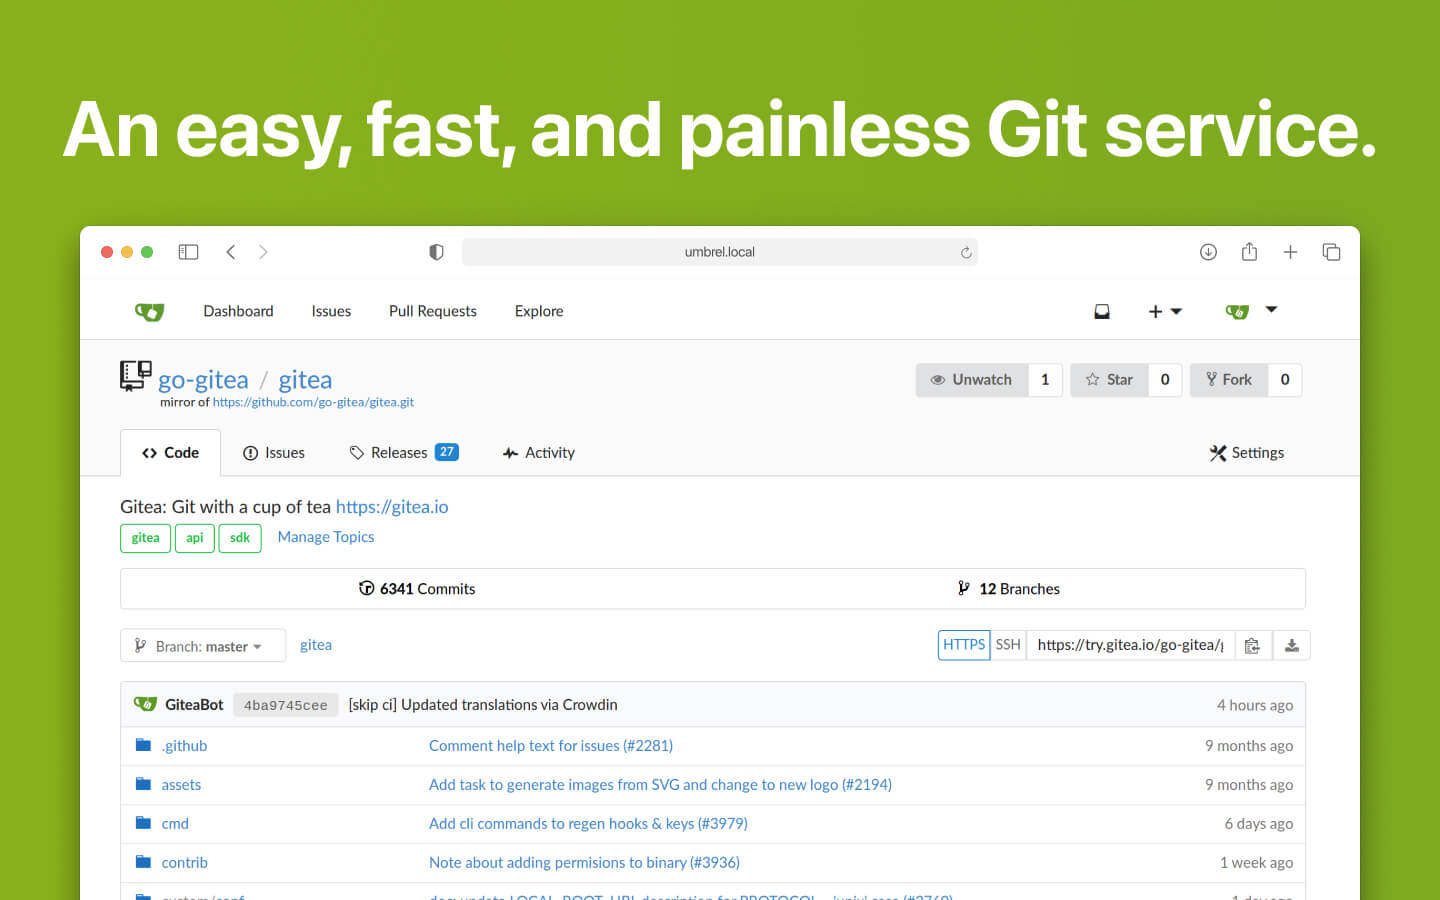 An easy, fast, and painless Git service.
umbrel.local
Dashboard Issues Pull Requests Explore
go-gitea / gitea
Unwatch 1 Star 0 Fork 0
mirror of https://github.com/go-gitea/gitea.git
Code Issues Releases 27 Activity Settings
Gitea: Git with a cup of tea https://gitea.io
gitea api sdk Manage Topics
6341 Commits 12 Branches
Branch: master gitea HTTPS SSH https://try.gitea.io/go-gitea/
GiteaBot 4ba9745cee [skip ci] Updated translations via Crowdin 4 hours ago
.github Comment help text for issues (#2281) 9 months ago
assets Add task to generate images from SVG and change to new logo (#2194) 9 months ago
cmd Add cli commands to regen hooks & keys (#3979) 6 days ago
contrib Note about adding permisions to binary (#3936) 1 week ago